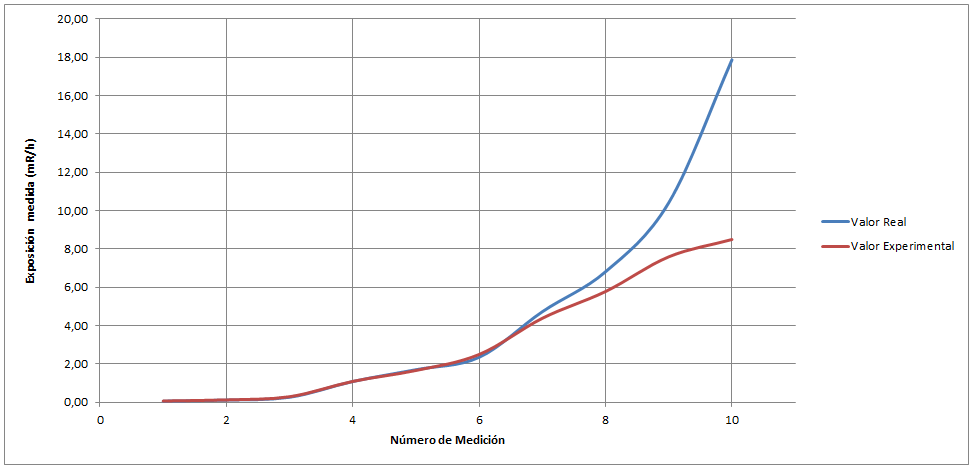 20,00
18,00
16,00
14,00
12,00
10,00
8,00
6,00
4,00
2,00
0,00
Exposición medida (mR/h)
0 2 4 6 8 10
Número de Medición
Valor Real
Valor Experimental